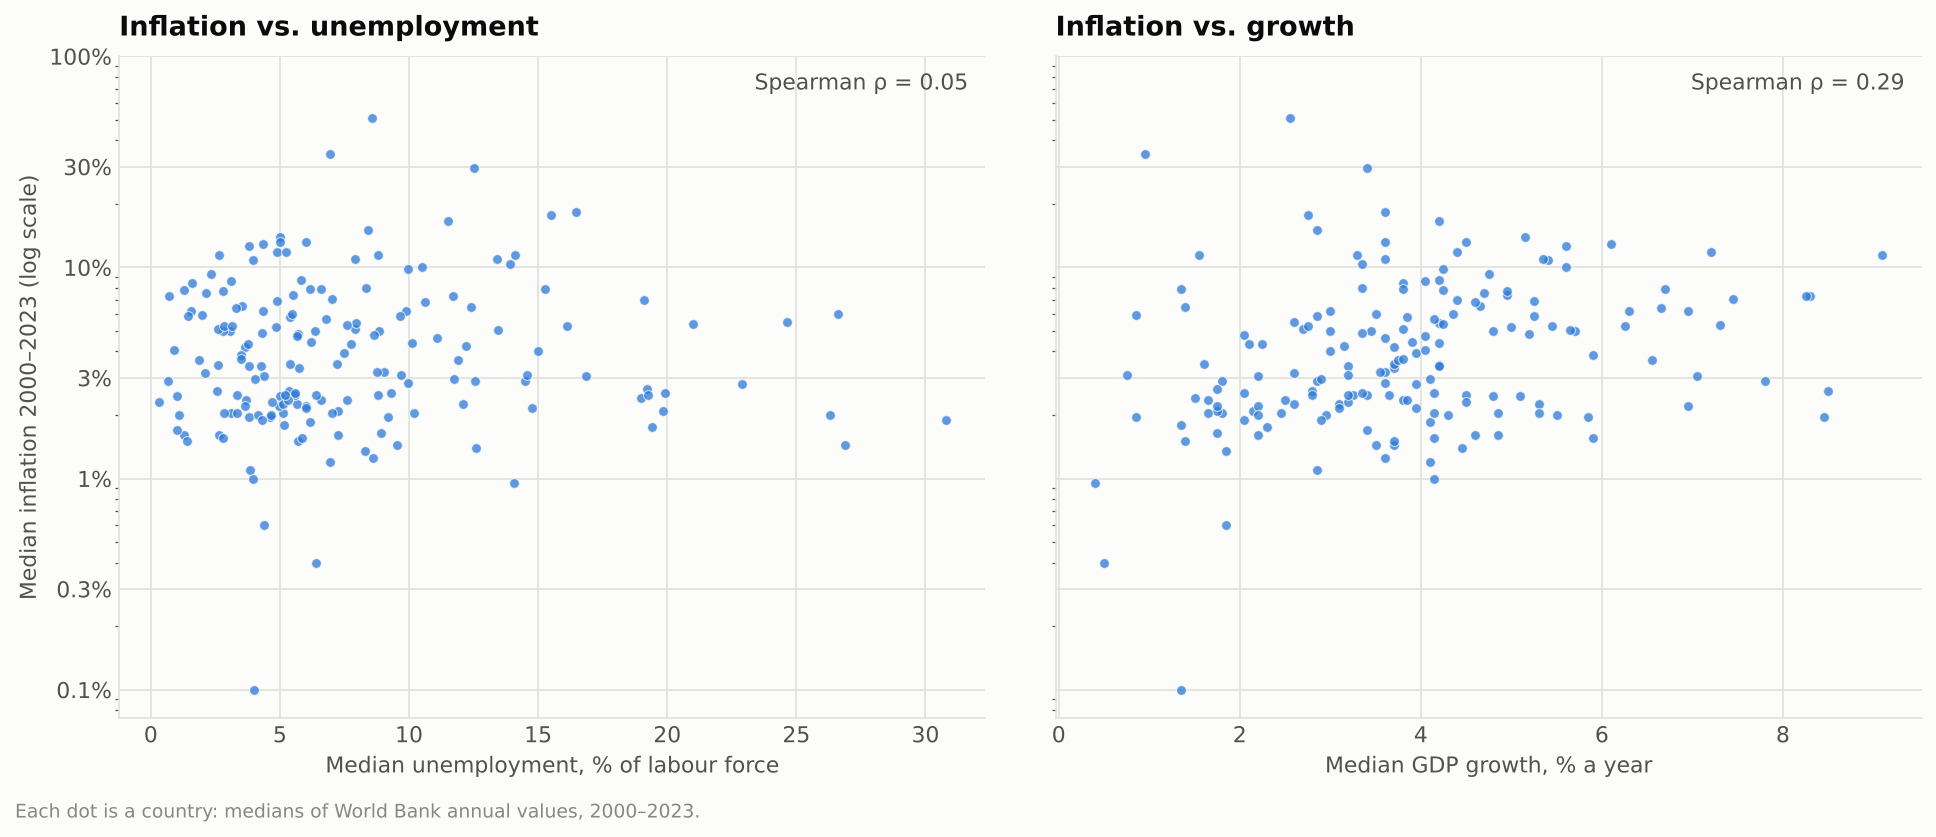 Inflation vs. unemployment
Inflation vs. growth
Spearman ρ = 0.05
Spearman ρ = 0.29
Median inflation 2000–2023 (log scale)
100%
30%
10%
3%
1%
0.3%
0.1%
0 5 10 15 20 25 30
0 2 4 6 8
Median unemployment, % of labour force
Median GDP growth, % a year
Each dot is a country: medians of World Bank annual values, 2000–2023.